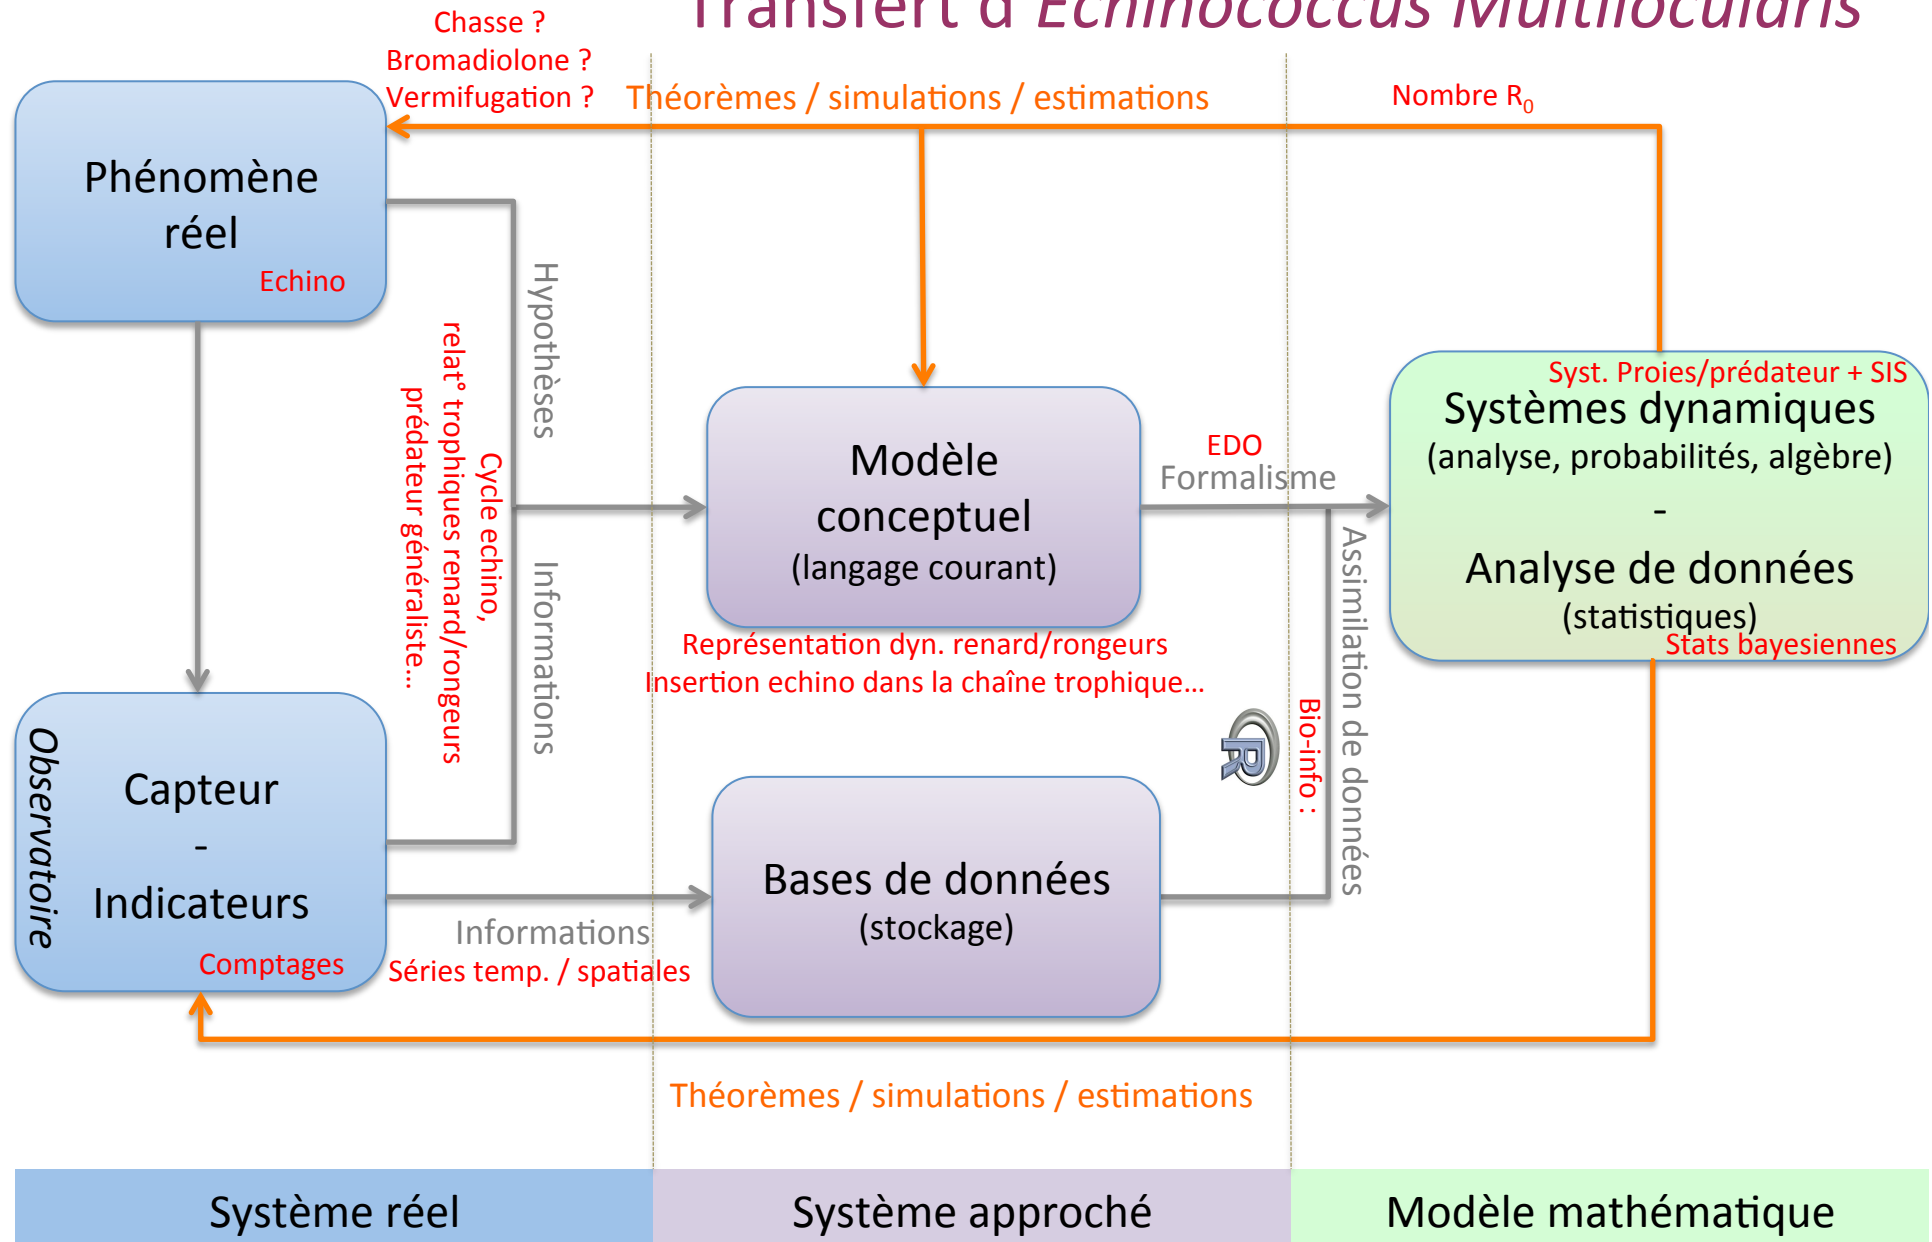 Transfert d'Echinococcus Multilocularis
Chasse ?
Bromadiolone ?
Vermifugation ?
Théorèmes / simulations / estimations
Nombre R₀
Phénomène
réel
Echino
Hypothèses
Cycle echino,
relat° trophiques renard/rongeurs
prédateur généraliste...
Informations
Modèle
conceptuel
(langage courant)
Représentation dyn. renard/rongeurs
Insertion echino dans la chaîne trophique...
EDO
Formalisme
Syst. Proies/prédateur + SIS
Systèmes dynamiques
(analyse, probabilités, algèbre)
-
Analyse de données
(statistiques)
Stats bayesiennes
Assimilation de données
Bio-info :
R
Observatoire
Capteur
-
Indicateurs
Comptages
Informations
Séries temp. / spatiales
Bases de données
(stockage)
Théorèmes / simulations / estimations
Système réel
Système approché
Modèle mathématique